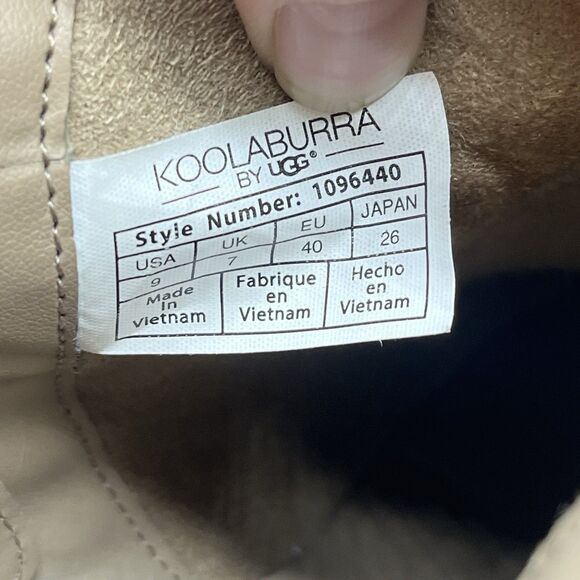 KOOLABURRA
BY UGG®
Style Number: 1096440
USA UK EU JAPAN
9 7 40 26
Made in Vietnam
Fabrique en Vietnam
Hecho en Vietnam